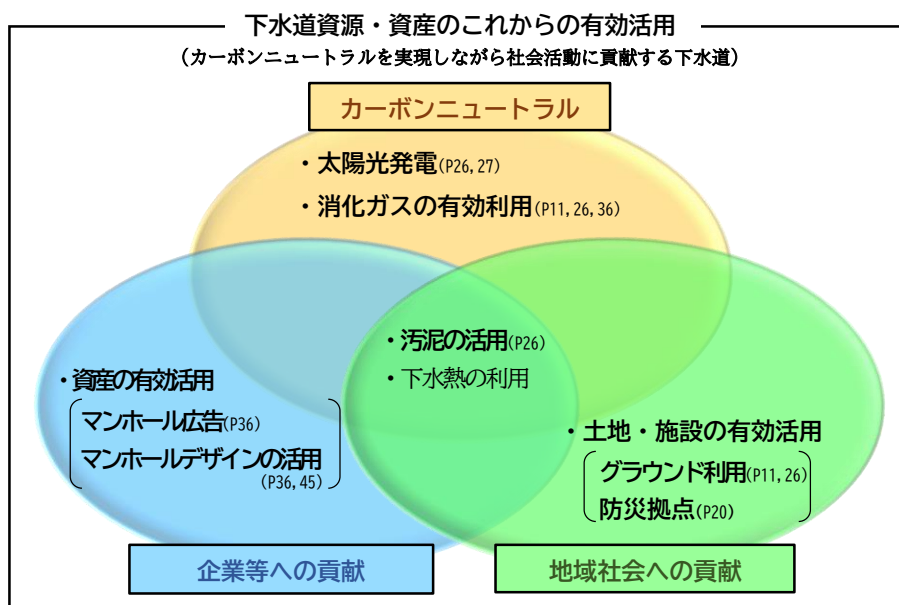 下水道資源・資産のこれからの有効活用
（カーボンニュートラルを実現しながら社会活動に貢献する下水道）
カーボンニュートラル
・太陽光発電(P26,27)
・消化ガスの有効利用(P11,26,36)
・汚泥の活用(P26)
・下水熱の利用
・資産の有効活用
マンホール広告(P36)
マンホールデザインの活用
(P36,45)
・土地・施設の有効活用
グラウンド利用(P11,26)
防災拠点(P20)
企業等への貢献
地域社会への貢献